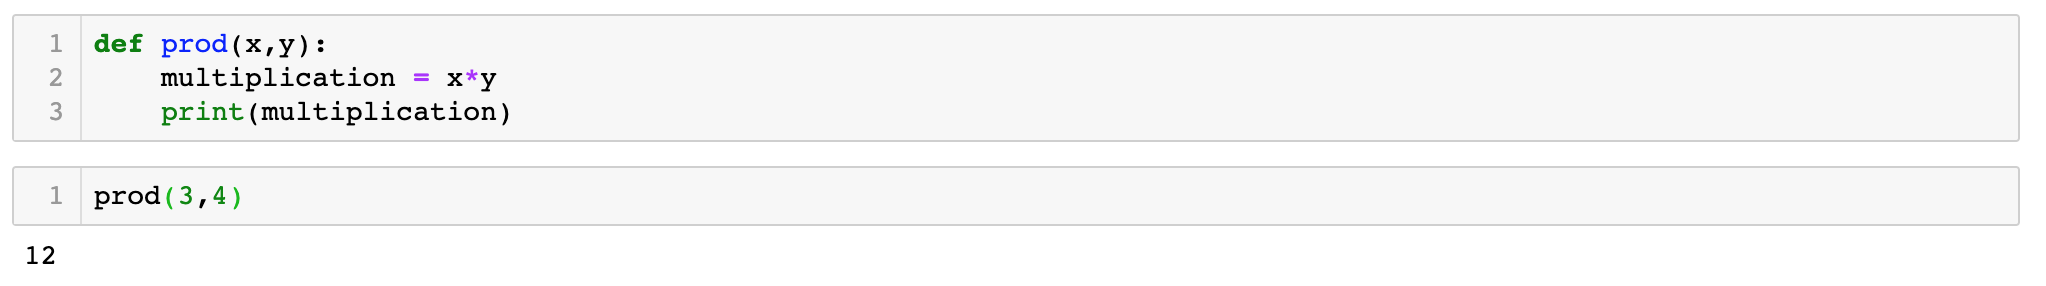 1 def prod(x,y):
2     multiplication = x*y
3     print(multiplication)
1 prod(3,4)
12